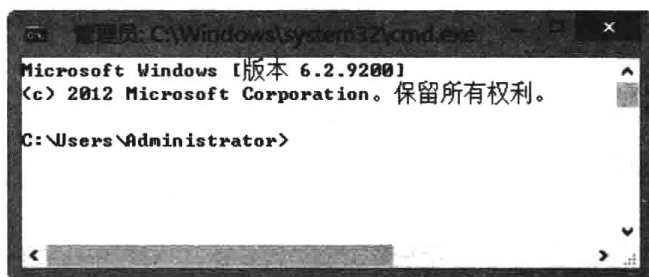 管理员: C:\Windows\system32\cmd.exe
Microsoft Windows [版本 6.2.9200]
(c) 2012 Microsoft Corporation。保留所有权利。
C:\Users\Administrator>